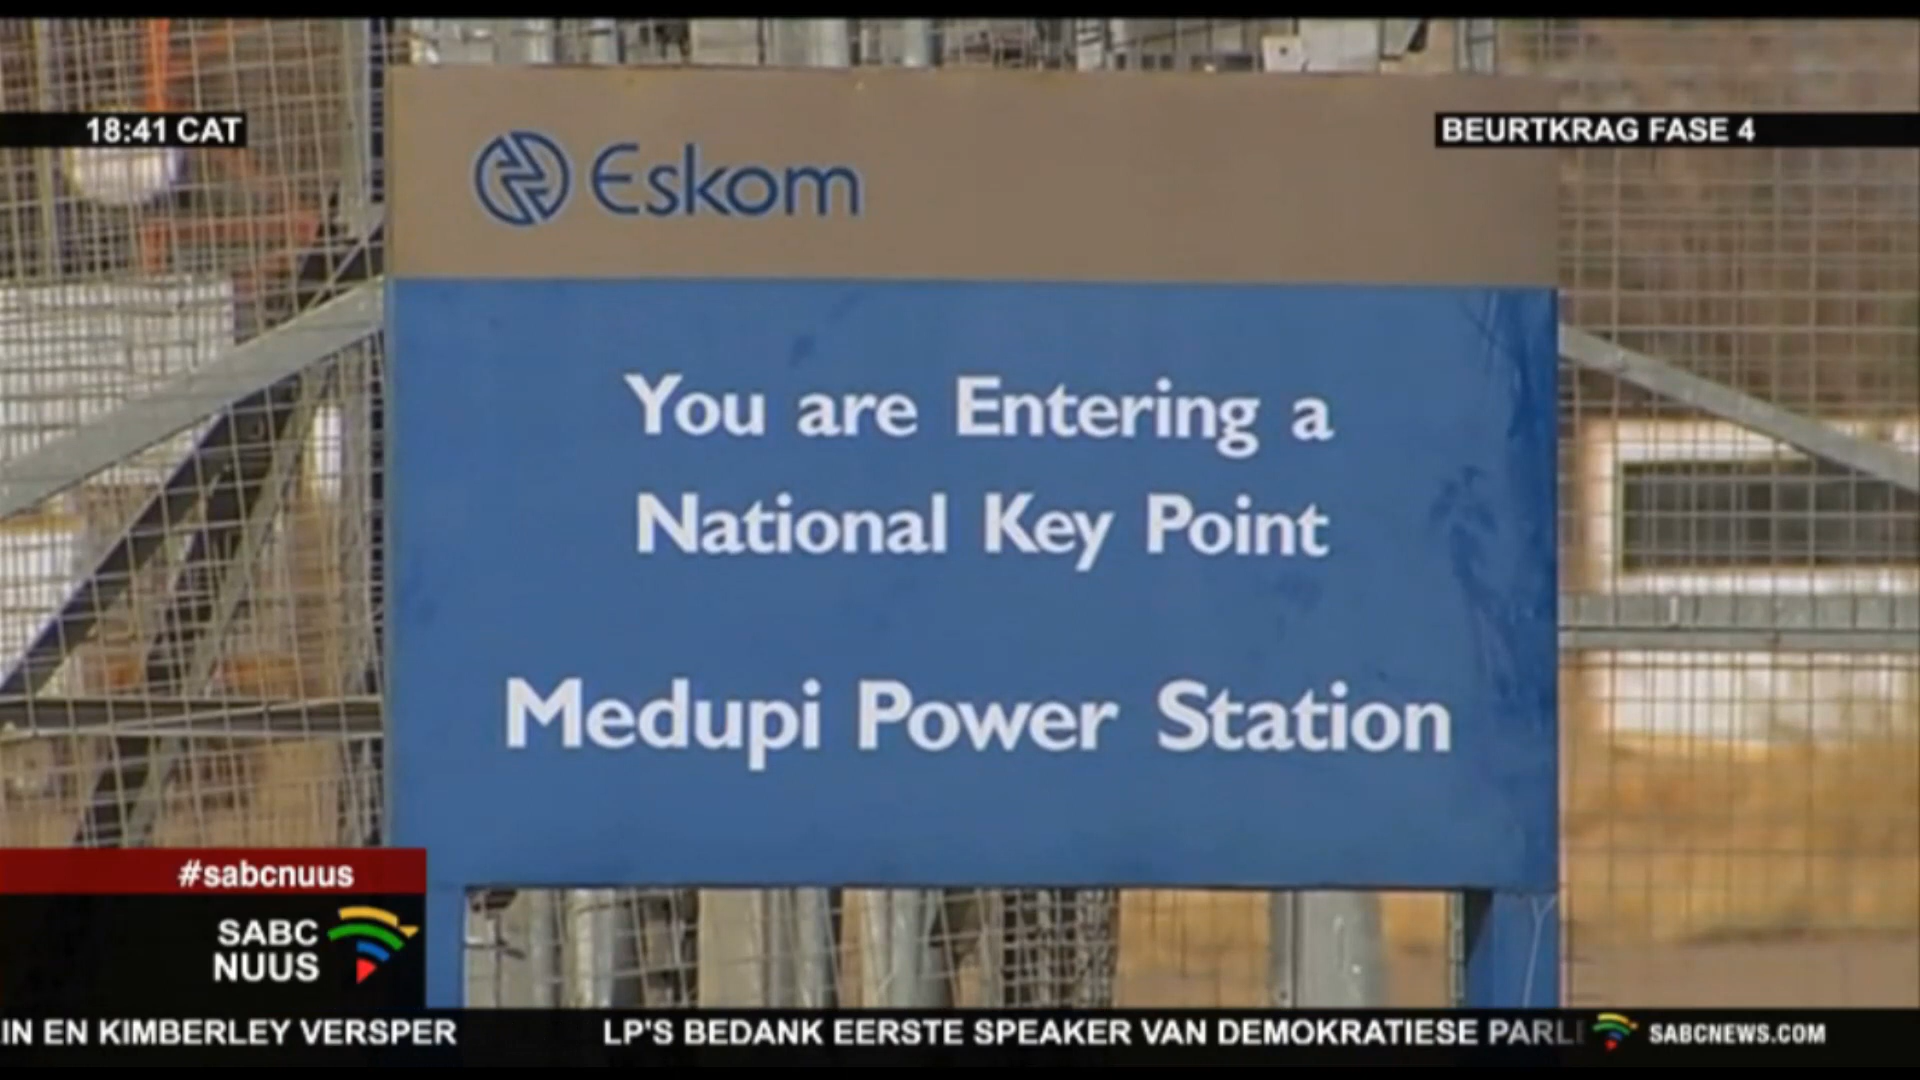 18:41 CAT
BEURTKRAG FASE 4
Eskom
You are Entering a
National Key Point
Medupi Power Station
#sabcnuus
SABC
NUUS
IN EN KIMBERLEY VERSPER
LP'S BEDANK EERSTE SPEAKER VAN DEMOKRATIESE PARL
SABCNEWS.COM